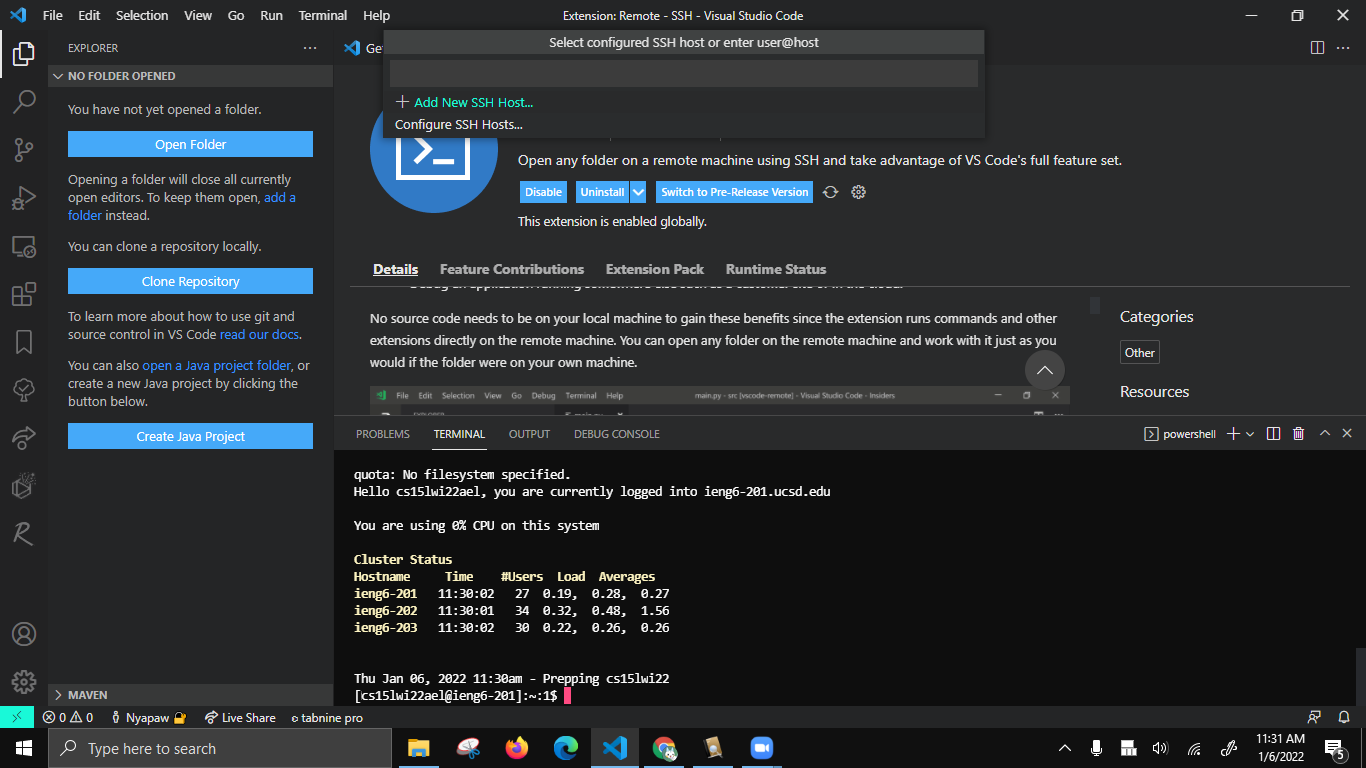 File Edit Selection View Go Run Terminal Help
Extension: Remote - SSH - Visual Studio Code
Select configured SSH host or enter user@host
Add New SSH Host...
Configure SSH Hosts...
EXPLORER
NO FOLDER OPENED
You have not yet opened a folder.
Open Folder
Opening a folder will close all currently
open editors. To keep them open, add a
folder instead.
You can clone a repository locally.
Clone Repository
To learn more about how to use git and
source control in VS Code read our docs.
You can also open a Java project folder, or
create a new Java project by clicking the
button below.
Create Java Project
MAVEN
Open any folder on a remote machine using SSH and take advantage of VS Code's full feature set.
Disable Uninstall Switch to Pre-Release Version
This extension is enabled globally.
Details Feature Contributions Extension Pack Runtime Status
No source code needs to be on your local machine to gain these benefits since the extension runs commands and other
extensions directly on the remote machine. You can open any folder on the remote machine and work with it just as you
would if the folder were on your own machine.
File Edit Selection View Go Debug Terminal Help main.py - src [vscode-remote] - Visual Studio Code - Insiders
Categories
Other
Resources
PROBLEMS TERMINAL OUTPUT DEBUG CONSOLE
powershell
quota: No filesystem specified.
Hello cs15lwi22ael, you are currently logged into ieng6-201.ucsd.edu
You are using 0% CPU on this system
Cluster Status
Hostname Time #Users Load Averages
ieng6-201 11:30:02 27 0.19, 0.28, 0.27
ieng6-202 11:30:01 34 0.32, 0.48, 1.56
ieng6-203 11:30:02 30 0.22, 0.26, 0.26
Thu Jan 06, 2022 11:30am - Prepping cs15lwi22
[cs15lwi22ael@ieng6-201]:~:1$
0 0 Nyapaw Live Share tabnine pro
Type here to search
11:31 AM
1/6/2022
5